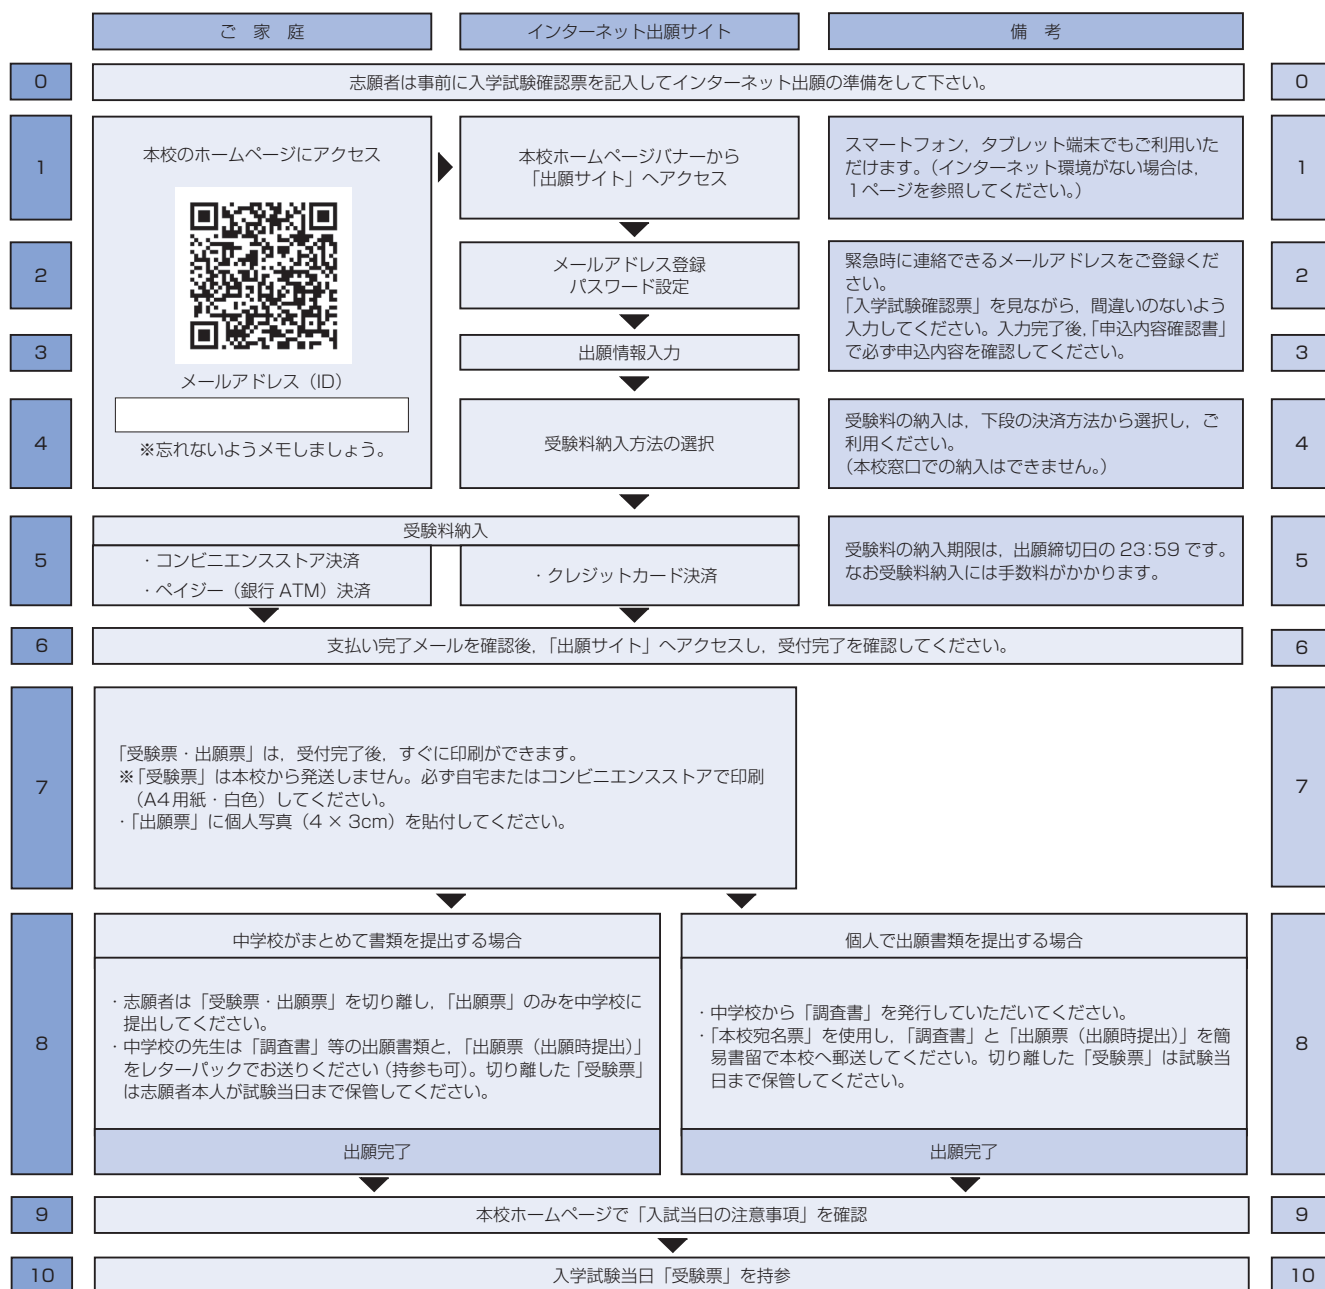 ご 家 庭
インターネット出願サイト
備 考
0
志願者は事前に入学試験確認票を記入してインターネット出願の準備をして下さい。
0
1
本校のホームページにアクセス
本校ホームページバナーから
「出願サイト」へアクセス
スマートフォン，タブレット端末でもご利用いた
だけます。（インターネット環境がない場合は，
1ページを参照してください。）
1
2
メールアドレス登録
パスワード設定
緊急時に連絡できるメールアドレスをご登録くだ
さい。
「入学試験確認票」を見ながら，間違いのないよう
入力してください。入力完了後，「申込内容確認書」
で必ず申込内容を確認してください。
2
3
出願情報入力
3
メールアドレス（ID）
※忘れないようメモしましょう。
4
受験料納入方法の選択
受験料の納入は，下段の決済方法から選択し，ご
利用ください。
（本校窓口での納入はできません。）
4
5
受験料納入
・コンビニエンスストア決済
・ペイジー（銀行 ATM）決済
・クレジットカード決済
受験料の納入期限は，出願締切日の 23:59 です。
なお受験料納入には手数料がかかります。
5
6
支払い完了メールを確認後，「出願サイト」へアクセスし，受付完了を確認してください。
6
7
「受験票・出願票」は，受付完了後，すぐに印刷ができます。
※「受験票」は本校から発送しません。必ず自宅またはコンビニエンスストアで印刷
（A4用紙・白色）してください。
・「出願票」に個人写真（4 × 3cm）を貼付してください。
7
8
中学校がまとめて書類を提出する場合
・志願者は「受験票・出願票」を切り離し，「出願票」のみを中学校に
提出してください。
・中学校の先生は「調査書」等の出願書類と，「出願票（出願時提出）」
をレターパックでお送りください（持参も可）。切り離した「受験票」
は志願者本人が試験当日まで保管してください。
出願完了
個人で出願書類を提出する場合
・中学校から「調査書」を発行していただいてください。
・「本校宛名票」を使用し，「調査書」と「出願票（出願時提出）」を簡
易書留で本校へ郵送してください。切り離した「受験票」は試験当
日まで保管してください。
出願完了
8
9
本校ホームページで「入試当日の注意事項」を確認
9
10
入学試験当日「受験票」を持参
10